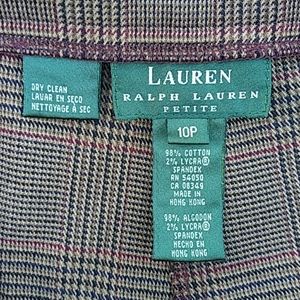 DRY CLEAN
LAVAR EN SECO
NETTOYAGE À SEC
LAUREN
RALPH LAUREN
PETITE
10P
98% COTTON
2% LYCRA®
SPANDEX
RN 54050
CA 08349
MADE IN
HONG KONG
98% ALGODON
2% LYCRA®
SPANDEX
HECHO EN
HONG KONG